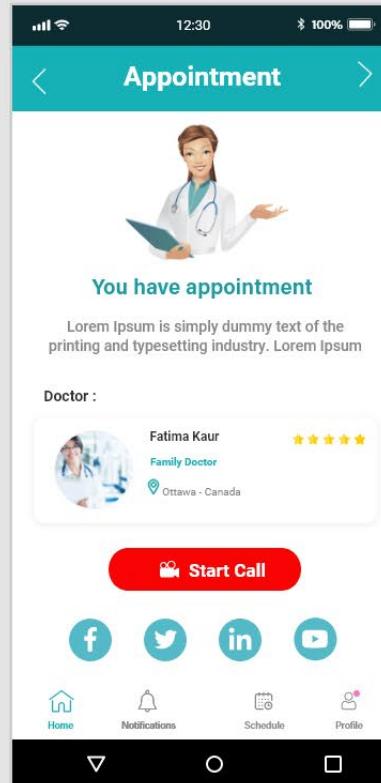 12:30
100%
Appointment
You have appointment
Lorem Ipsum is simply dummy text of the
printing and typesetting industry. Lorem Ipsum
Doctor :
Fatima Kaur
Family Doctor
Ottawa - Canada
Start Call
f
in
Home
Notifications
Schedule
Profile